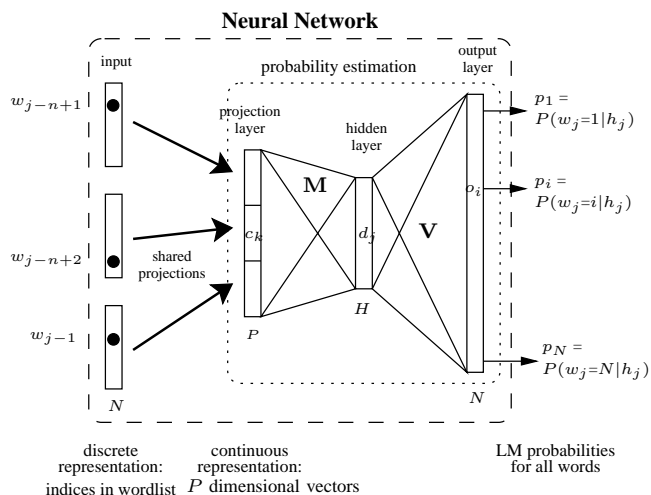 Neural Network
input
output
layer
probability estimation
projection
layer
hidden
layer
w_{j−n+1}
w_{j−n+2}
w_{j−1}
shared
projections
c_k
M
d_j
V
o_i
p_1 =
P(w_j=1|h_j)
p_i =
P(w_j=i|h_j)
p_N =
P(w_j=N|h_j)
N
P
H
N
discrete
representation:
indices in wordlist
continuous
representation:
P dimensional vectors
LM probabilities
for all words